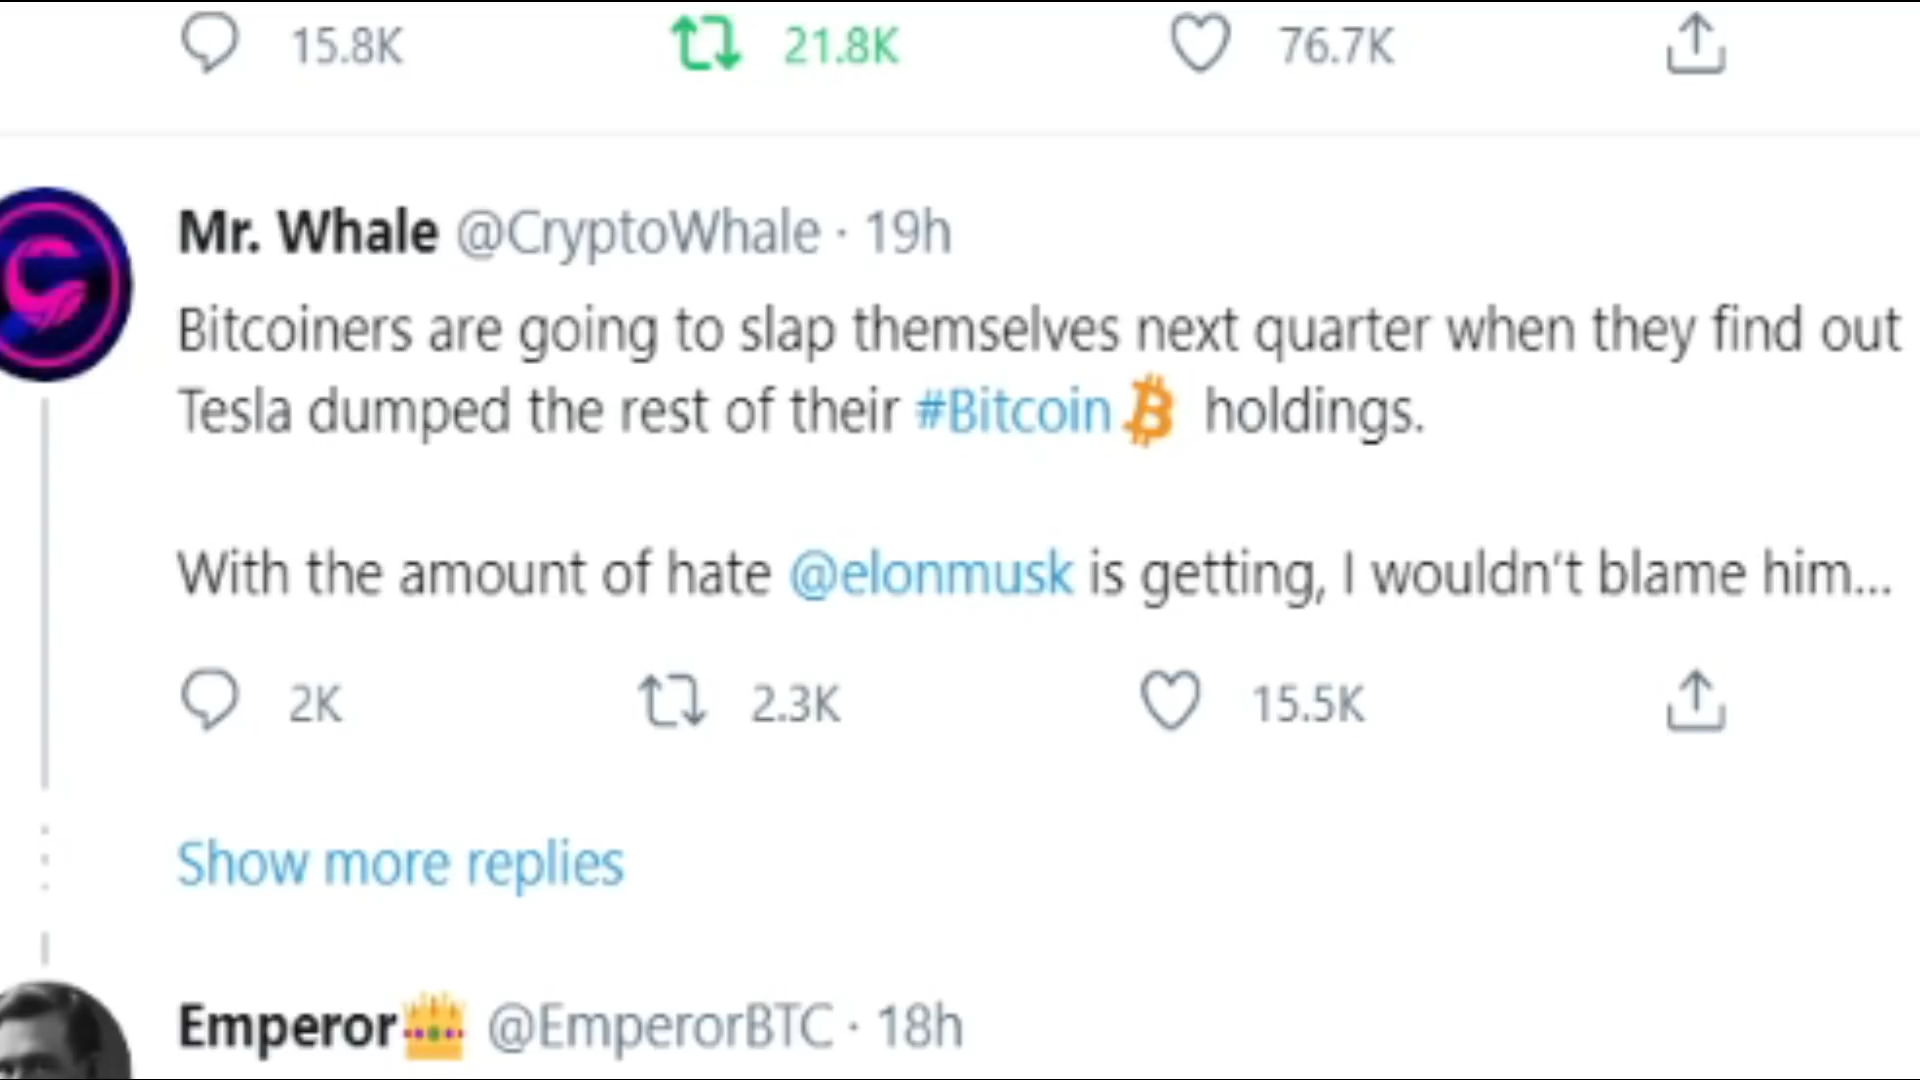 15.8K 21.8K 76.7K
Mr. Whale @CryptoWhale · 19h
Bitcoiners are going to slap themselves next quarter when they find out
Tesla dumped the rest of their #Bitcoin holdings.
With the amount of hate @elonmusk is getting, I wouldn't blame him...
2K 2.3K 15.5K
Show more replies
Emperor @EmperorBTC · 18h